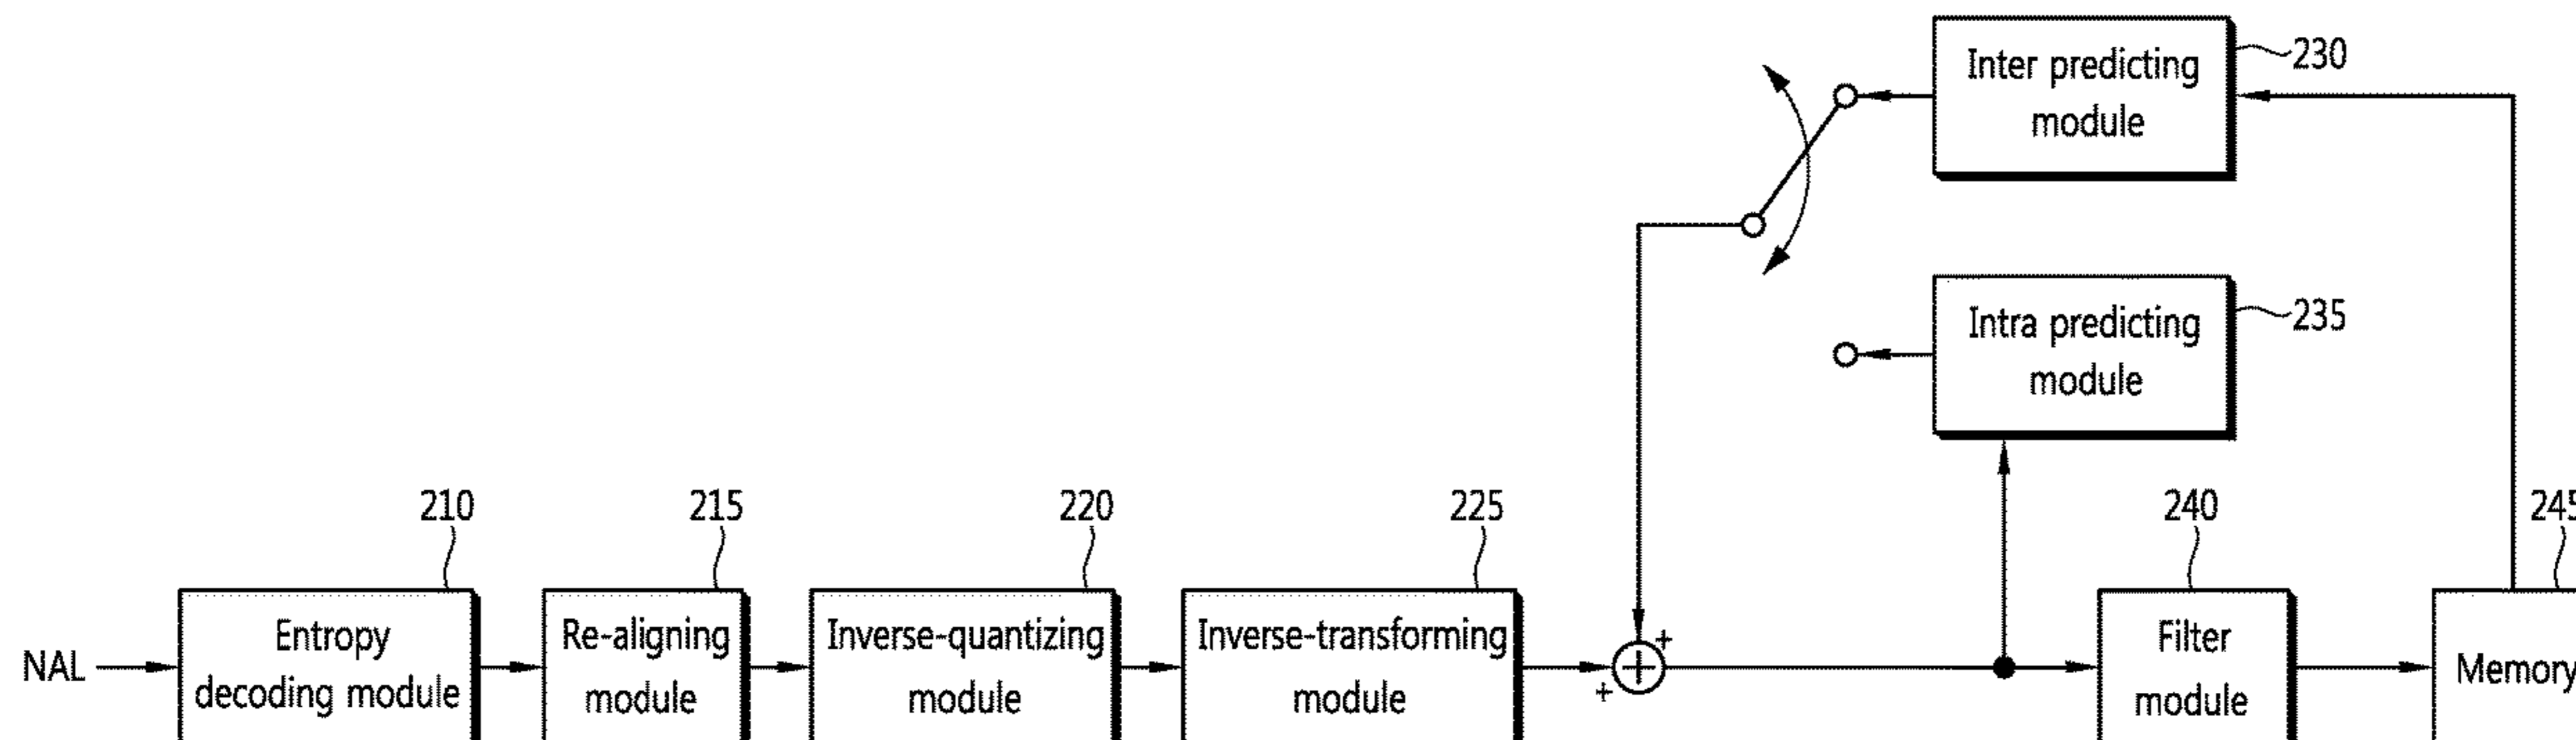 Inter predicting
module
230
Intra predicting
module
235
210
215
220
225
240
245
NAL
Entropy
decoding module
Re-aligning
module
Inverse-quantizing
module
Inverse-transforming
module
+
+
+
Filter
module
Memory